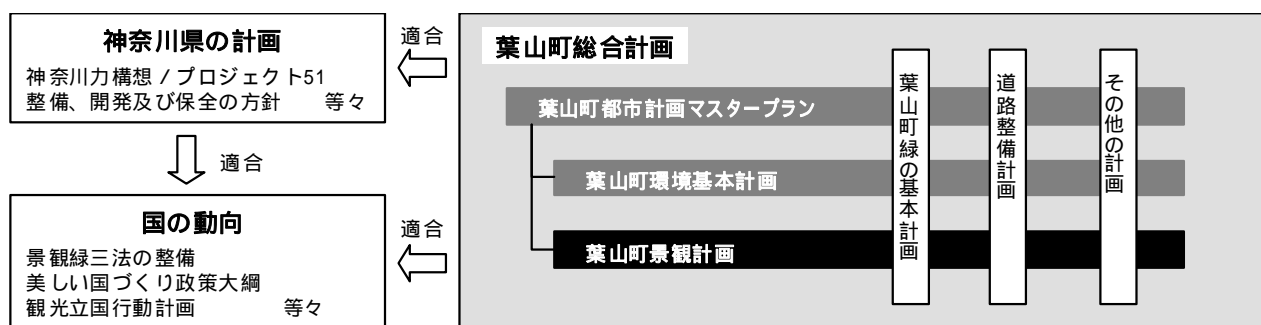 神奈川県の計画
神奈川力構想 / プロジェクト51
整備、開発及び保全の方針　等々
適合
国の動向
景観緑三法の整備
美しい国づくり政策大綱
観光立国行動計画　等々
適合
適合
葉山町総合計画
葉山町都市計画マスタープラン
葉山町環境基本計画
葉山町景観計画
葉山町緑の基本計画
道路整備計画
その他の計画